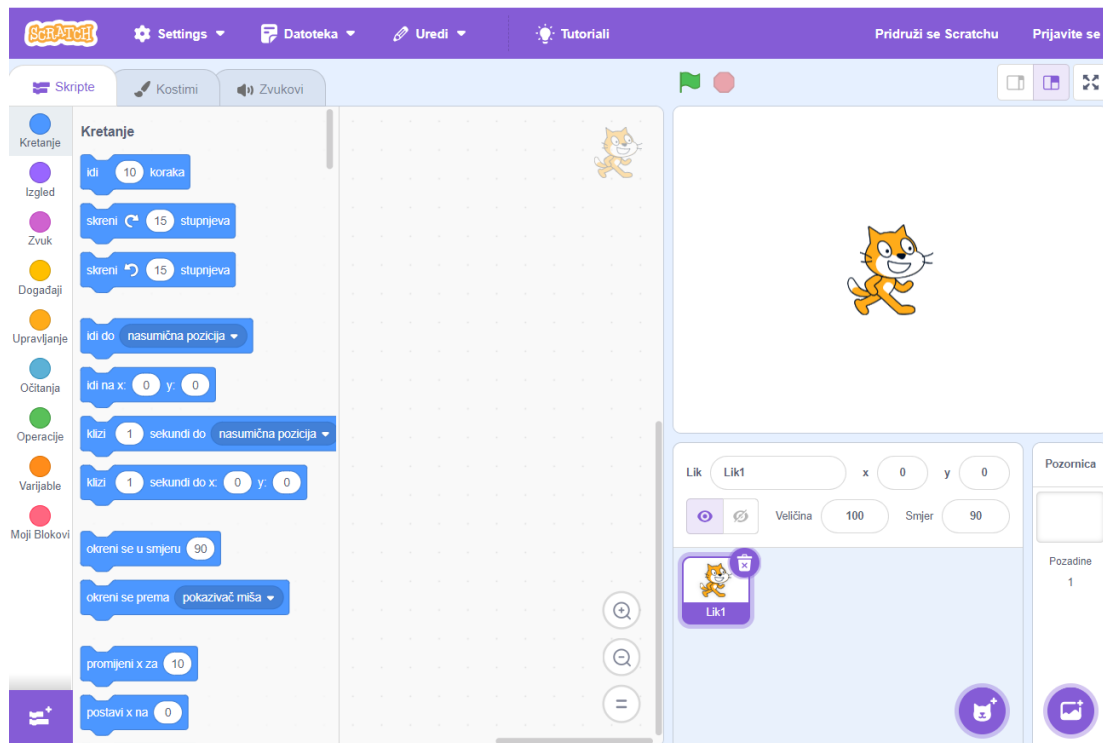 SCRATCH Settings Datoteka Uredi Tutoriali Pridruži se Scratchu Prijavite se
Skripte Kostimi Zvukovi
Kretanje
Izgled
Zvuk
Događaji
Upravljanje
Očitanja
Operacije
Varijable
Moji Blokovi
Kretanje
idi 10 koraka
skreni 15 stupnjeva
skreni 15 stupnjeva
idi do nasumična pozicija
idi na x: 0 y: 0
klizi 1 sekundi do nasumična pozicija
klizi 1 sekundi do x: 0 y: 0
okreni se u smjeru 90
okreni se prema pokazivač miša
promijeni x za 10
postavi x na 0
Lik Lik1 x 0 y 0
Veličina 100 Smjer 90
Lik1
Pozornica
Pozadine
1